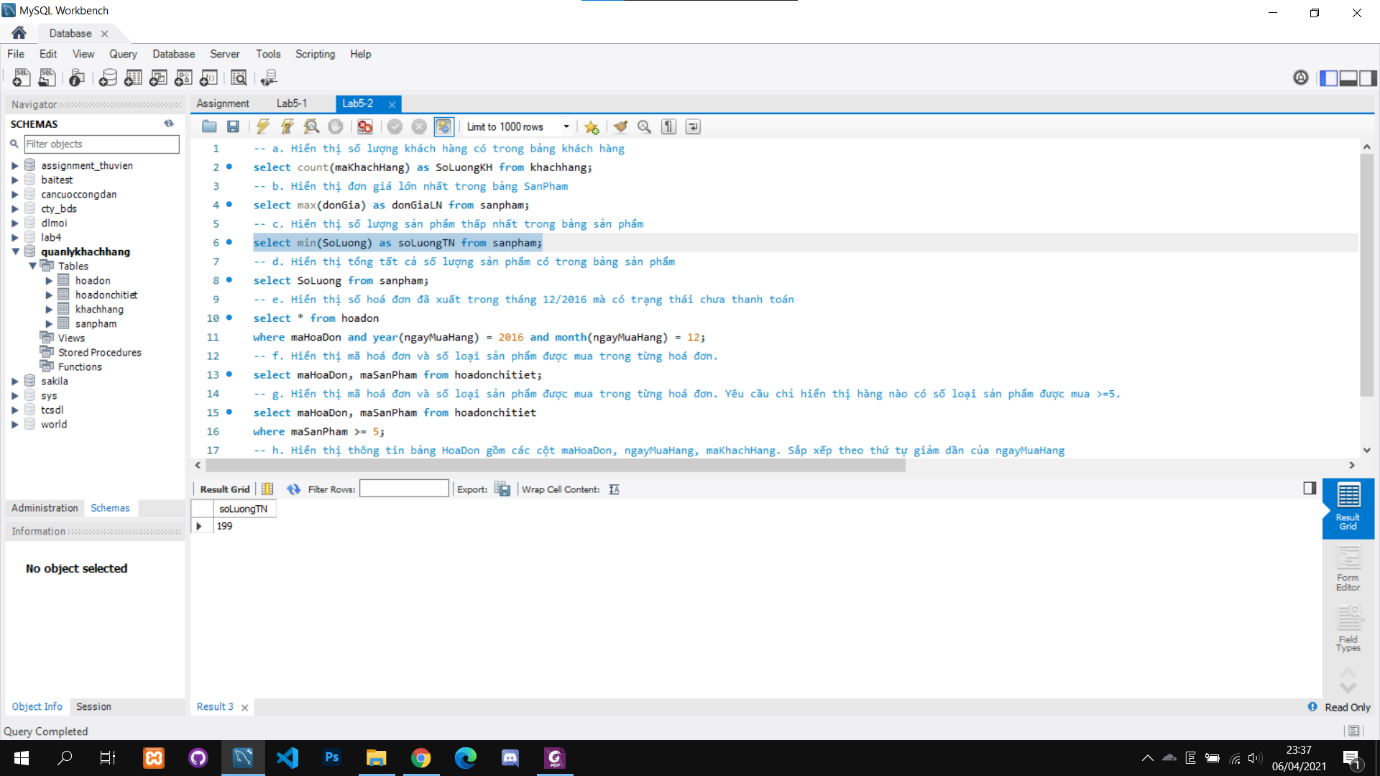 MySQL Workbench
Database
File Edit View Query Database Server Tools Scripting Help
Navigator
SCHEMAS
Filter objects
assignment_thuvien
baitest
cancuoccongdan
cty_bds
dlmoi
lab4
quanlykhachhang
Tables
hoadon
hoadonchitiet
khachhang
sanpham
Views
Stored Procedures
Functions
sakila
sys
tcsdl
world
Administration Schemas
Information
No object selected
Object Info Session
Assignment Lab5-1 Lab5-2
Limit to 1000 rows
1 -- a. Hiển thị số lượng khách hàng có trong bảng khách hàng
2 select count(maKhachHang) as SoLuongKH from khachhang;
3 -- b. Hiển thị đơn giá lớn nhất trong bảng SanPham
4 select max(donGia) as donGiaLN from sanpham;
5 -- c. Hiển thị số lượng sản phẩm thấp nhất trong bảng sản phẩm
6 select min(SoLuong) as soLuongTN from sanpham;
7 -- d. Hiển thị tổng tất cả số lượng sản phẩm có trong bảng sản phẩm
8 select SoLuong from sanpham;
9 -- e. Hiển thị số hoá đơn đã xuất trong tháng 12/2016 mà có trạng thái chưa thanh toán
10 select * from hoadon
11 where maHoaDon and year(ngayMuaHang) = 2016 and month(ngayMuaHang) = 12;
12 -- f. Hiển thị mã hoá đơn và số loại sản phẩm được mua trong từng hoá đơn.
13 select maHoaDon, maSanPham from hoadonchitiet;
14 -- g. Hiển thị mã hoá đơn và số loại sản phẩm được mua trong từng hoá đơn. Yêu cầu chỉ hiển thị hàng nào có số loại sản phẩm được mua >=5.
15 select maHoaDon, maSanPham from hoadonchitiet
16 where maSanPham >= 5;
17 -- h. Hiển thị thông tin bảng HoaDon gồm các cột maHoaDon, ngayMuaHang, maKhachHang. Sắp xếp theo thứ tự giảm dần của ngayMuaHang
Result Grid Filter Rows: Export: Wrap Cell Content:
soLuongTN
199
Result Grid
Form Editor
Field Types
Result 3
Read Only
Query Completed
23:37
06/04/2021